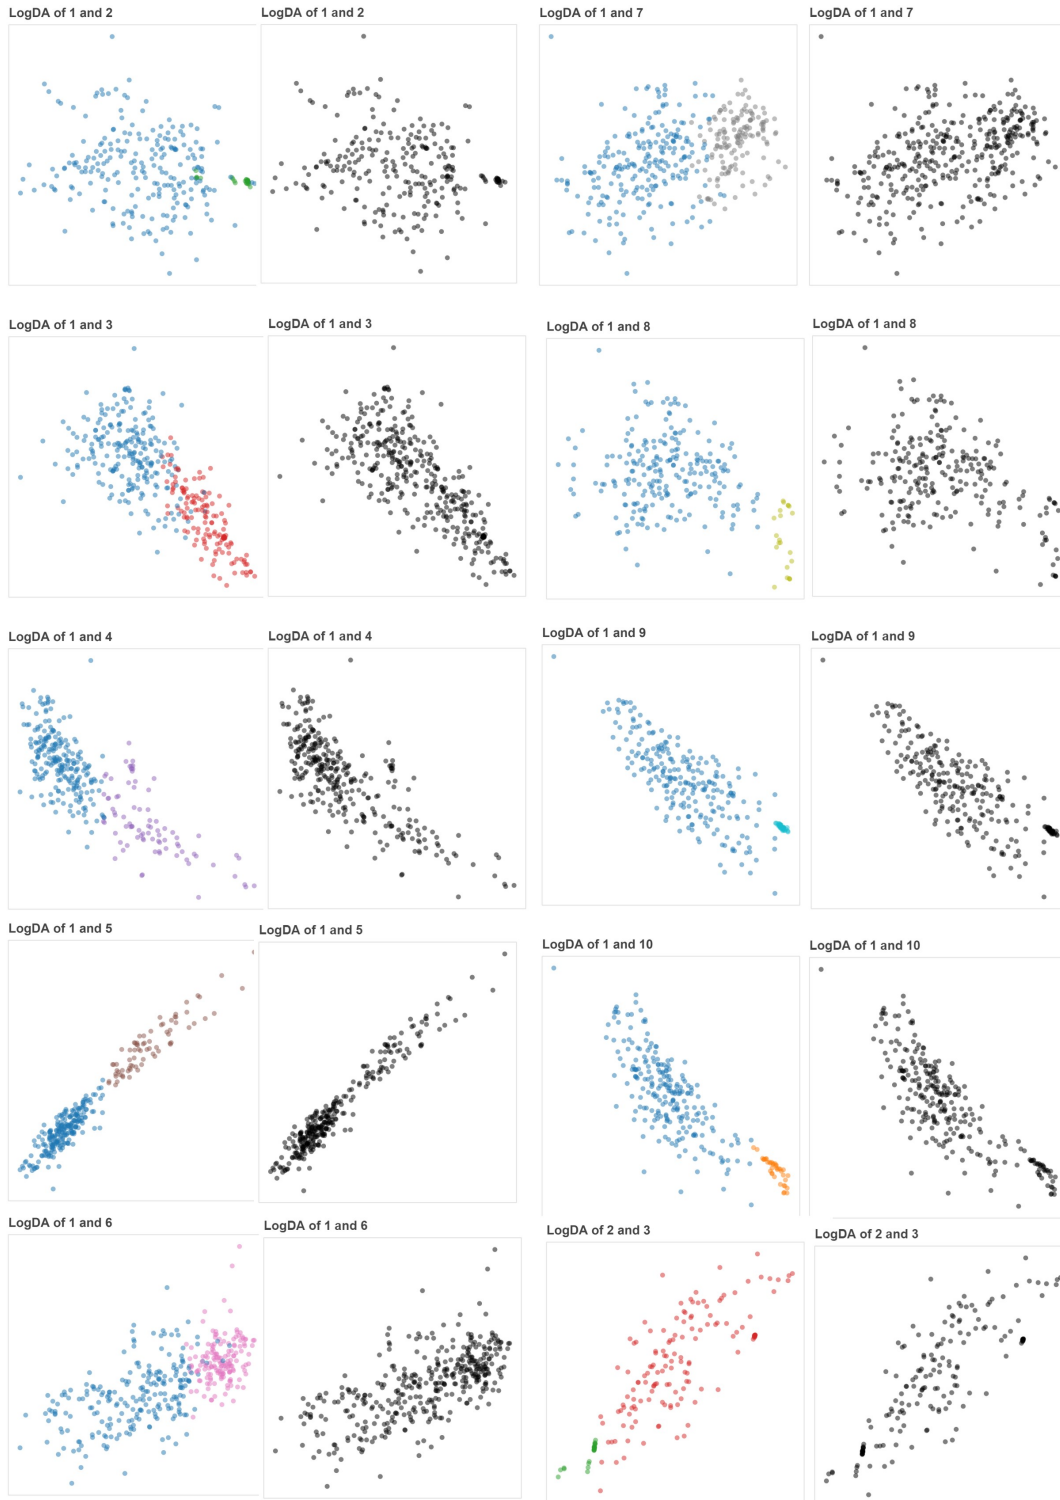 LogDA of 1 and 2
LogDA of 1 and 2
LogDA of 1 and 7
LogDA of 1 and 7
LogDA of 1 and 3
LogDA of 1 and 3
LogDA of 1 and 8
LogDA of 1 and 8
LogDA of 1 and 4
LogDA of 1 and 4
LogDA of 1 and 9
LogDA of 1 and 9
LogDA of 1 and 5
LogDA of 1 and 5
LogDA of 1 and 10
LogDA of 1 and 10
LogDA of 1 and 6
LogDA of 1 and 6
LogDA of 2 and 3
LogDA of 2 and 3